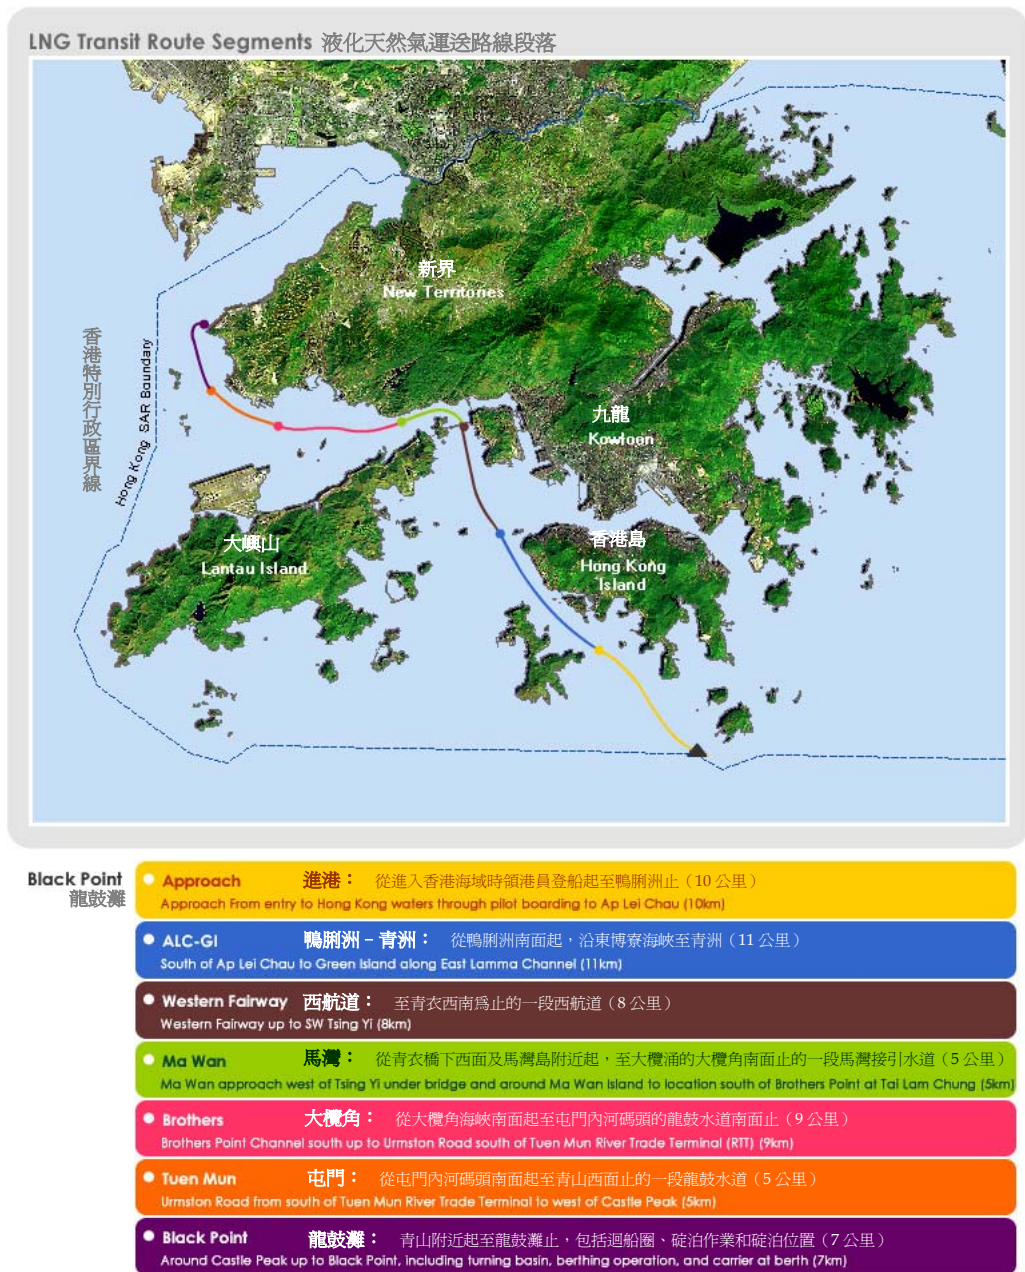 LNG Transit Route Segments 液化天然氣運送路線段落
新界
New Territories
香港特別行政區界線
Hong Kong SAR Boundary
九龍
Kowloon
大嶼山
Lantau Island
香港島
Hong Kong
Island
Black Point
龍鼓灘
Approach 進港： 從進入香港海域時領港員登船起至鴨脷洲止（10 公里）
Approach From entry to Hong Kong waters through pilot boarding to Ap Lei Chau (10km)
ALC-GI 鴨脷洲－青洲： 從鴨脷洲南面起，沿東博寮海峽至青洲（11 公里）
South of Ap Lei Chau to Green Island along East Lamma Channel (11km)
Western Fairway 西航道： 至青衣西南爲止的一段西航道（8 公里）
Western Fairway up to SW Tsing Yi (8km)
Ma Wan 馬灣： 從青衣橋下西面及馬灣島附近起，至大欖涌的大欖角南面止的一段馬灣接引水道（5 公里）
Ma Wan approach west of Tsing Yi under bridge and around Ma Wan Island to location south of Brothers Point at Tai Lam Chung (5km)
Brothers 大欖角： 從大欖角海峽南面起至屯門內河碼頭的龍鼓水道南面止（9 公里）
Brothers Point Channel south up to Urmston Road south of Tuen Mun River Trade Terminal (RTT) (9km)
Tuen Mun 屯門： 從屯門內河碼頭南面起至青山西面止的一段龍鼓水道（5 公里）
Urmston Road from south of Tuen Mun River Trade Terminal to west of Castle Peak (5km)
Black Point 龍鼓灘： 青山附近起至龍鼓灘止，包括迴船圈、碇泊作業和碇泊位置（7 公里）
Around Castle Peak up to Black Point, including turning basin, berthing operation, and carrier at berth (7km)